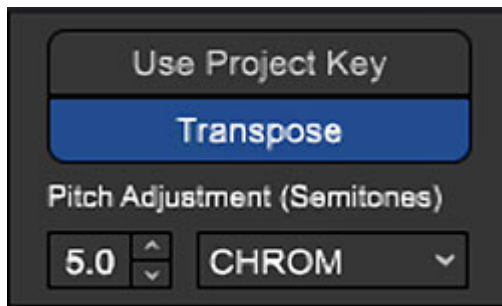 Use Project Key
Transpose
Pitch Adjustment (Semitones)
5.0 CHROM